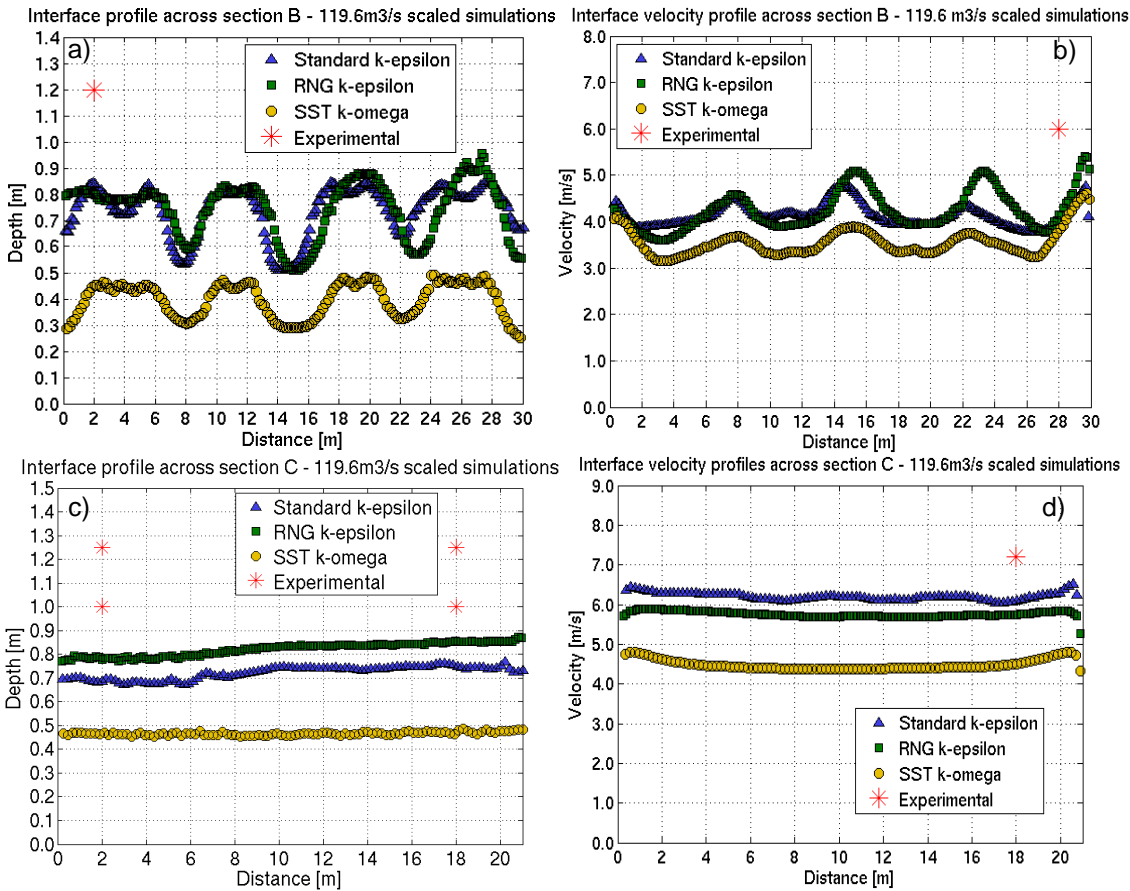 Interface profile across section B - 119.6m3/s scaled simulations
a)
Standard k-epsilon
RNG k-epsilon
SST k-omega
Experimental
1.4
1.3
1.2
1.1
1.0
0.9
0.8
0.7
0.6
0.5
0.4
0.3
0.2
0.1
0.0
Depth [m]
0 2 4 6 8 10 12 14 16 18 20 22 24 26 28 30
Distance [m]
Interface velocity profile across section B - 119.6 m3/s scaled simulations
b)
Standard k-epsilon
RNG k-epsilon
SST k-omega
Experimental
8.0
7.0
6.0
5.0
4.0
3.0
2.0
1.0
0.0
Velocity [m/s]
0 2 4 6 8 10 12 14 16 18 20 22 24 26 28 30
Distance [m]
Interface profile across section C - 119.6m3/s scaled simulations
c)
Standard k-epsilon
RNG k-epsilon
SST k-omega
Experimental
1.5
1.4
1.3
1.2
1.1
1.0
0.9
0.8
0.7
0.6
0.5
0.4
0.3
0.2
0.1
0.0
Depth [m]
0 2 4 6 8 10 12 14 16 18 20
Distance [m]
Interface velocity profiles across section C - 119.6m3/s scaled simulations
d)
9.0
8.0
7.0
6.0
5.0
4.0
3.0
2.0
1.0
0.0
Velocity [m/s]
Standard k-epsilon
RNG k-epsilon
SST k-omega
Experimental
0 2 4 6 8 10 12 14 16 18 20
Distance [m]